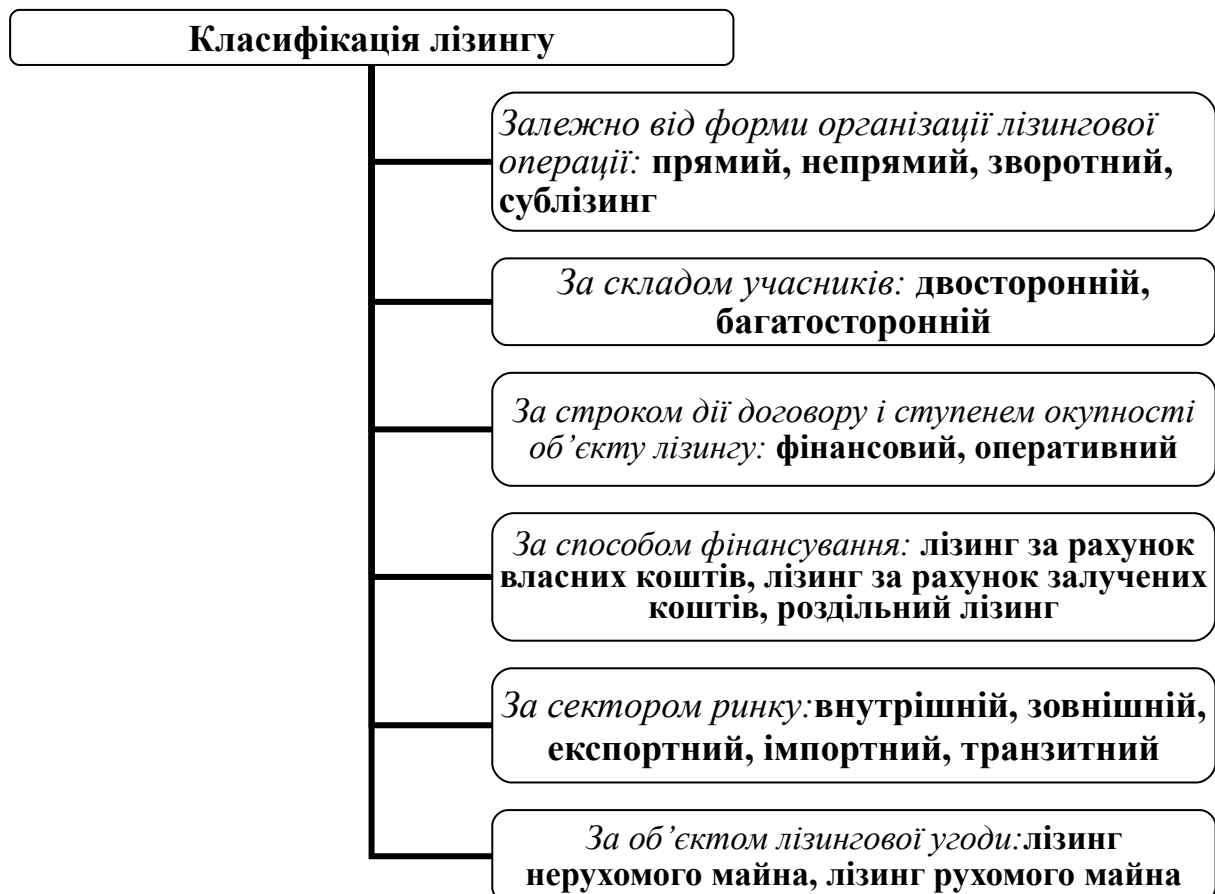 Класифікація лізингу
Залежно від форми організації лізингової
операції: прямий, непрямий, зворотний,
сублізинг
За складом учасників: двосторонній,
багатосторонній
За строком дії договору і ступенем окупності
об’єкту лізингу: фінансовий, оперативний
За способом фінансування: лізинг за рахунок
власних коштів, лізинг за рахунок залучених
коштів, роздільний лізинг
За сектором ринку:внутрішній, зовнішній,
експортний, імпортний, транзитний
За об’єктом лізингової угоди:лізинг
нерухомого майна, лізинг рухомого майна